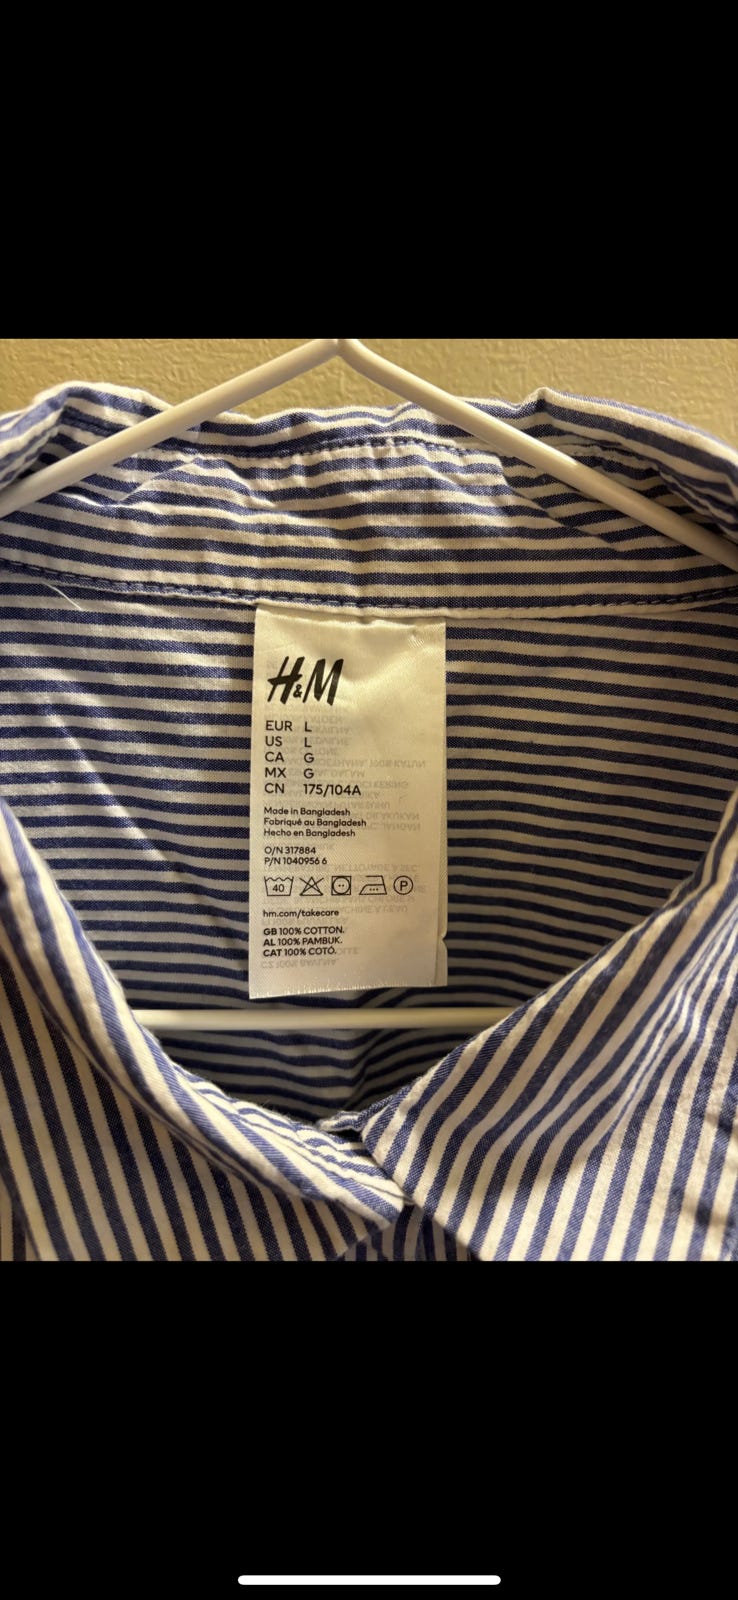 H&M
EUR L
US L
CA G
MX G
CN 175/104A
Made in Bangladesh
Fabriqué au Bangladesh
Hecho en Bangladesh
O/N 317884
P/N 1040956 6
40
P
hm.com/takecare
GB 100% COTTON.
AL 100% PAMBUK.
CAT 100% COTÓ.